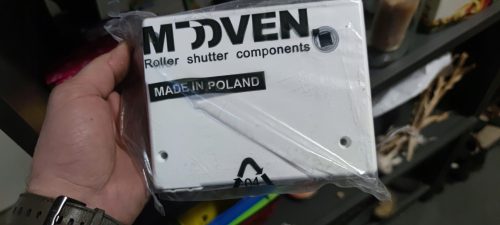 MOOVEN.
Roller shutter components
MADE IN POLAND
04